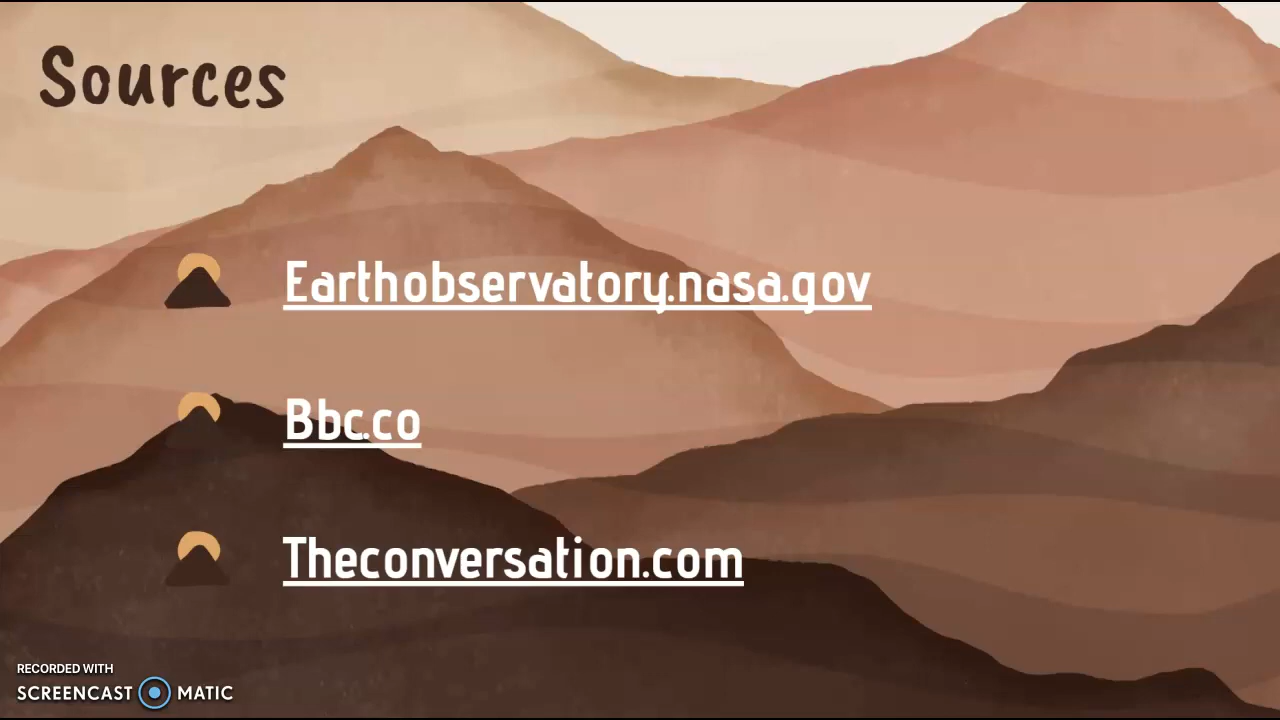 Sources
Earthobservatory.nasa.gov
Bbc.co
Theconversation.com
RECORDED WITH
SCREENCAST MATIC